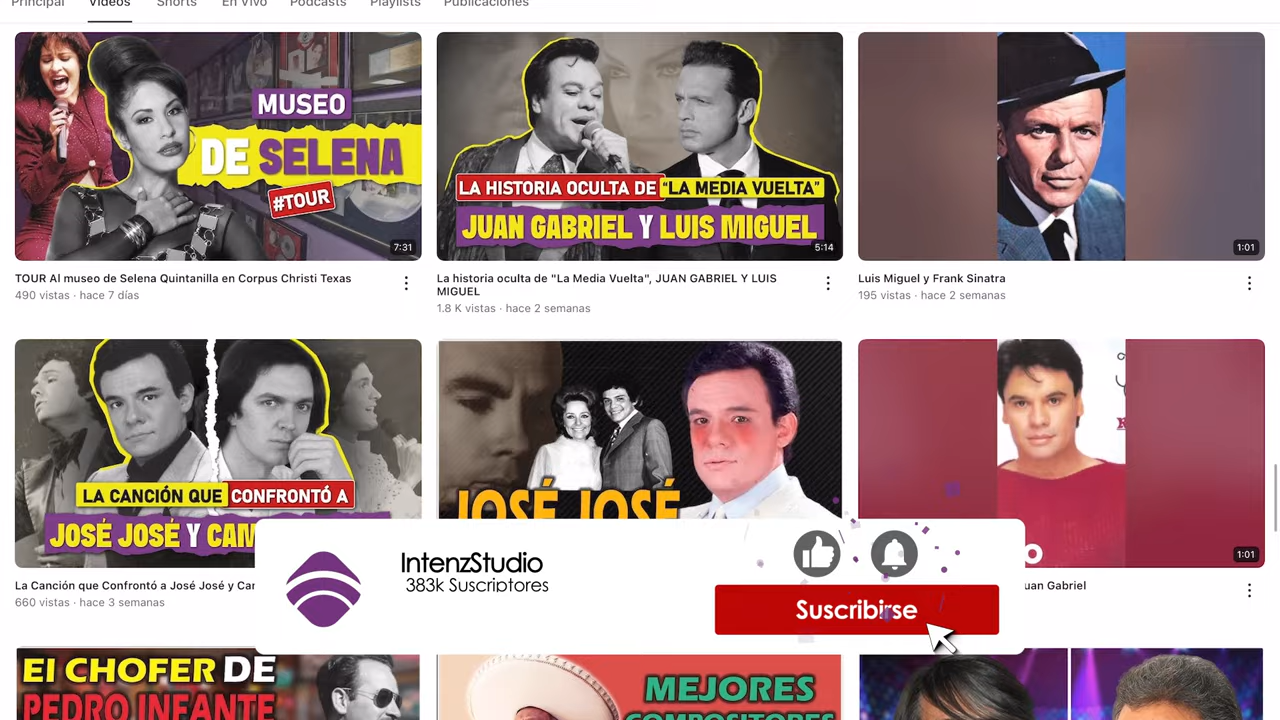 Principal Videos Shorts En Vivo Podcasts Playlists Publicaciones
MUSEO
DE SELENA
#TOUR
7:31
LA HISTORIA OCULTA DE "LA MEDIA VUELTA"
JUAN GABRIEL Y LUIS MIGUEL
5:14
1:01
TOUR Al museo de Selena Quintanilla en Corpus Christi Texas
490 vistas · hace 7 días
La historia oculta de "La Media Vuelta", JUAN GABRIEL Y LUIS
MIGUEL
1.8 K vistas · hace 2 semanas
Luis Miguel y Frank Sinatra
195 vistas · hace 2 semanas
LA CANCIÓN QUE CONFRONTÓ A
JOSÉ JOSÉ Y CAM
JOSÉ JOSÉ
O
1:01
La Canción que Confrontó a José José y Car
660 vistas · hace 3 semanas
uan Gabriel
IntenzStudio
383k Suscriptores
Suscribirse
El CHOFER DE
PEDRO INFANTE
MEJORES
COMPOSITORES